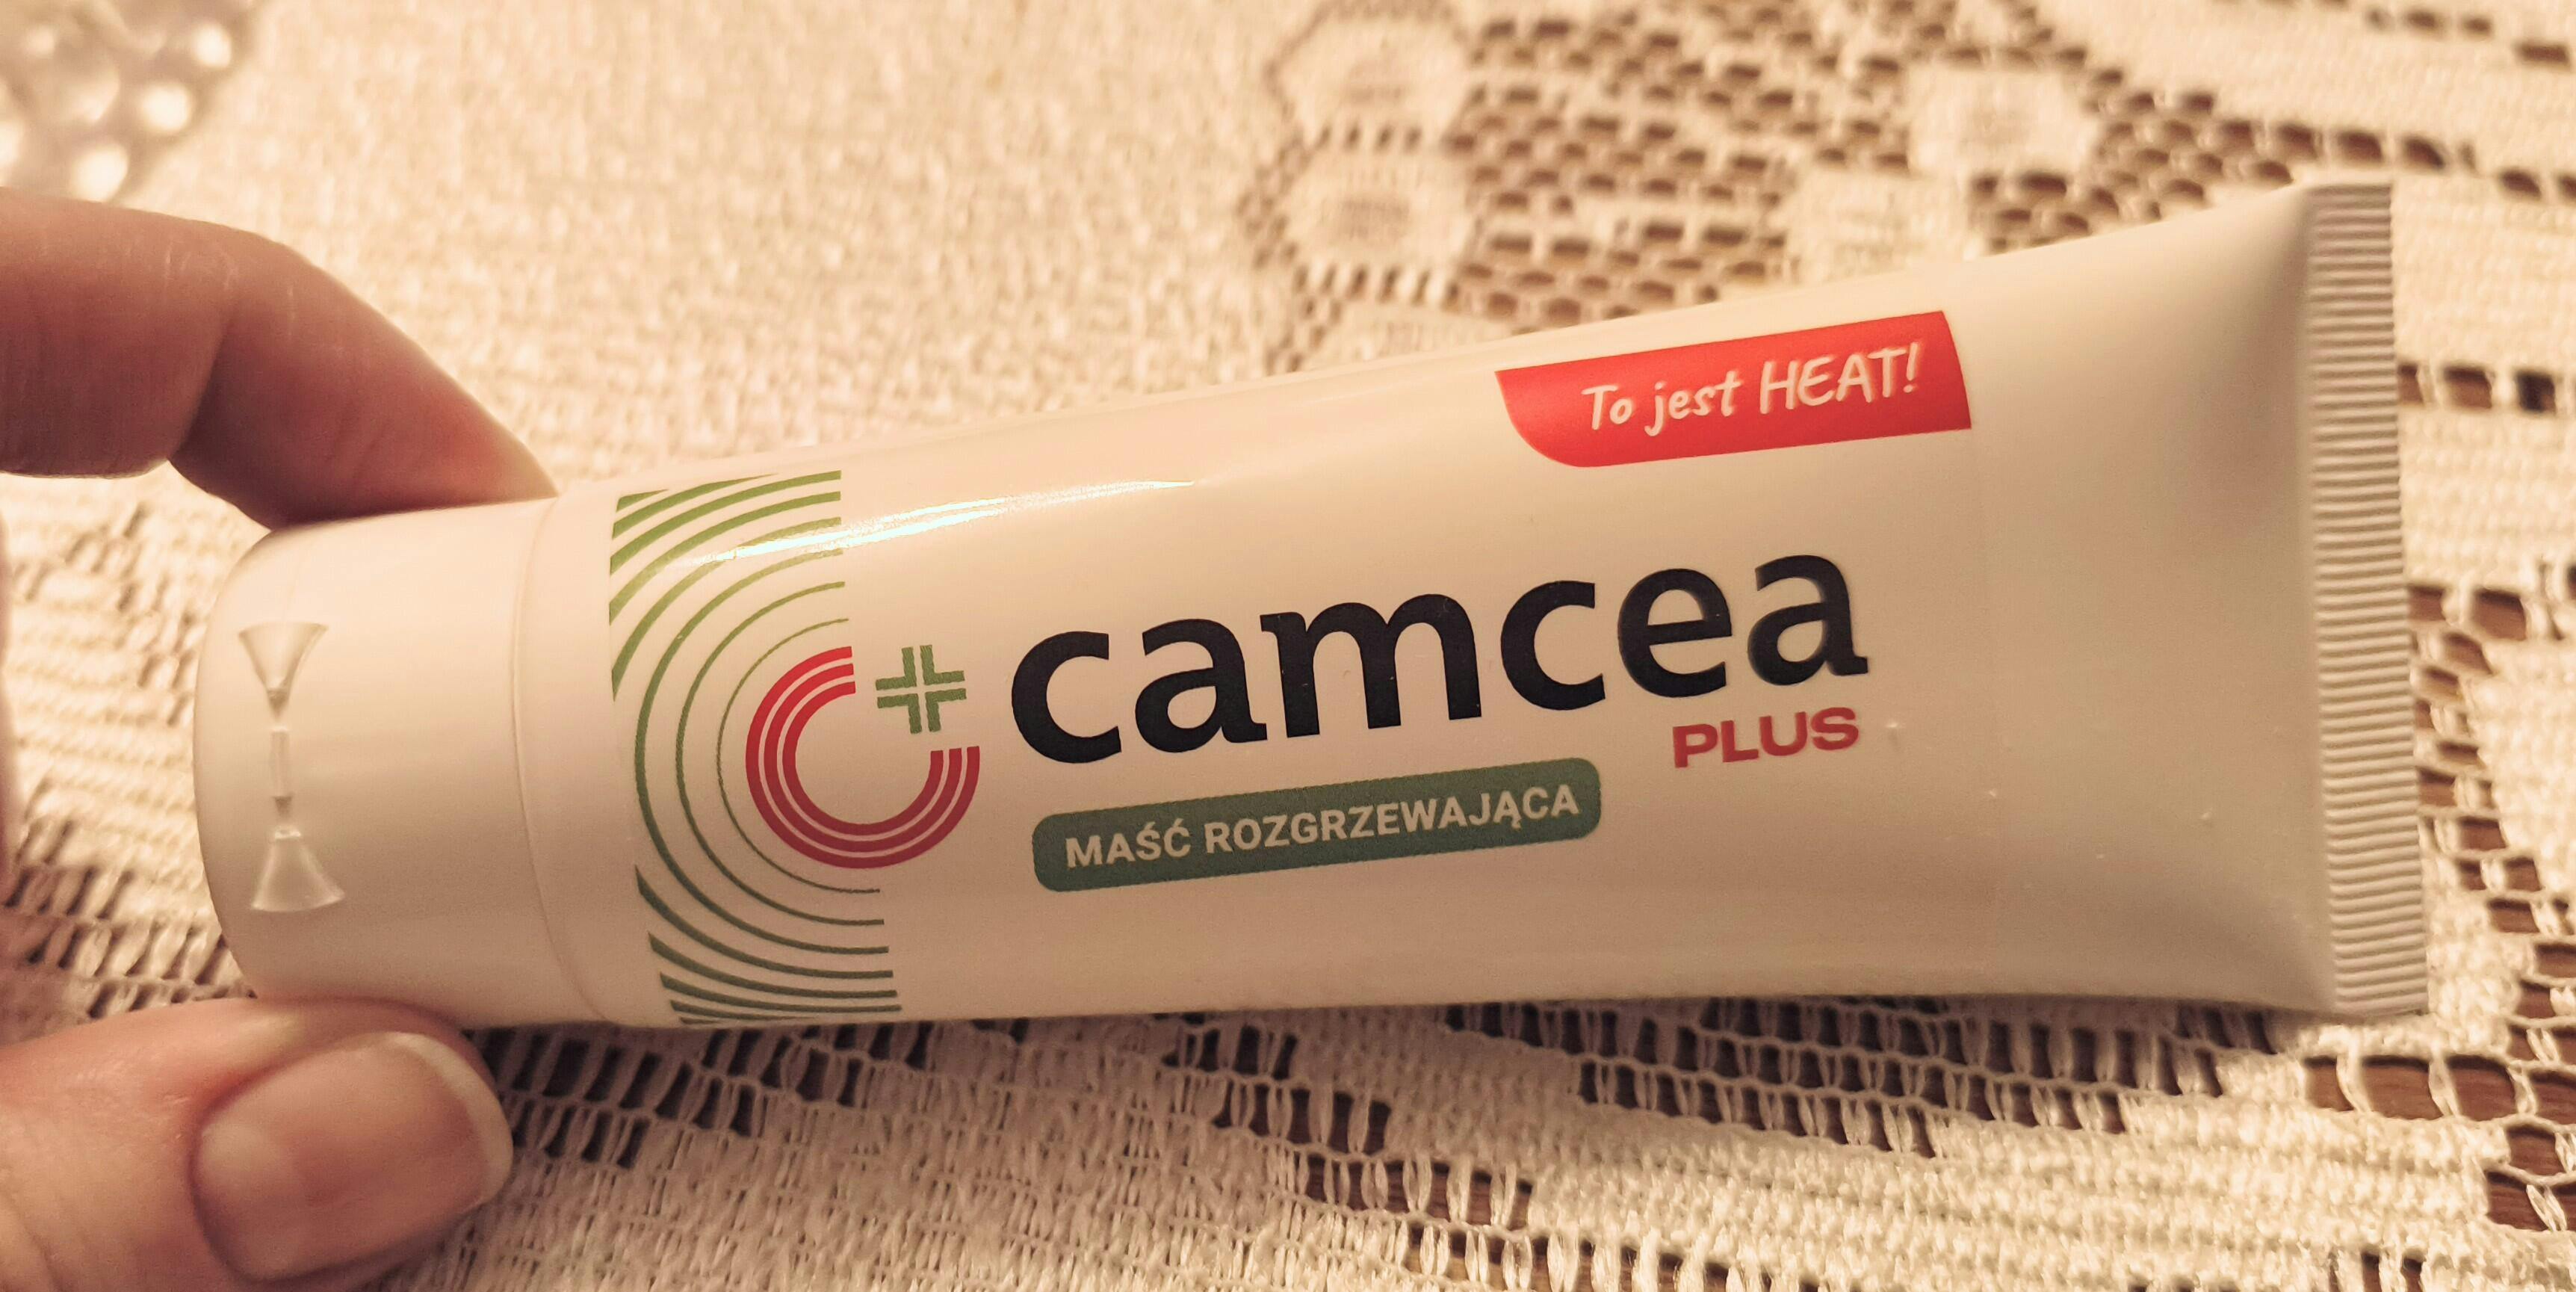 To jest HEAT!
camcea
PLUS
MAŚĆ ROZGRZEWAJĄCA